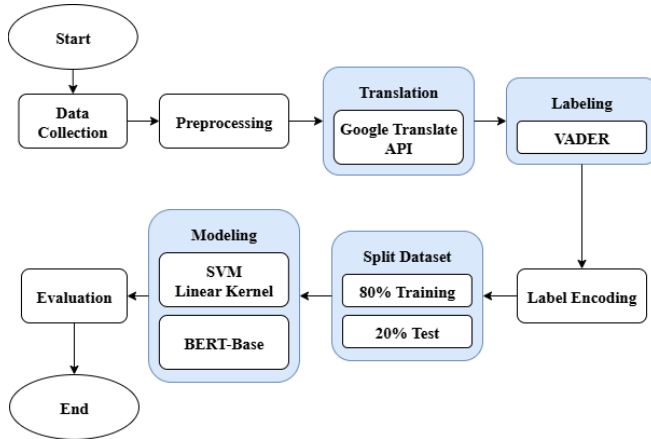 Start
Data
Collection
Preprocessing
Translation
Google Translate
API
Labeling
VADER
Label Encoding
Split Dataset
80% Training
20% Test
Modeling
SVM
Linear Kernel
BERT-Base
Evaluation
End